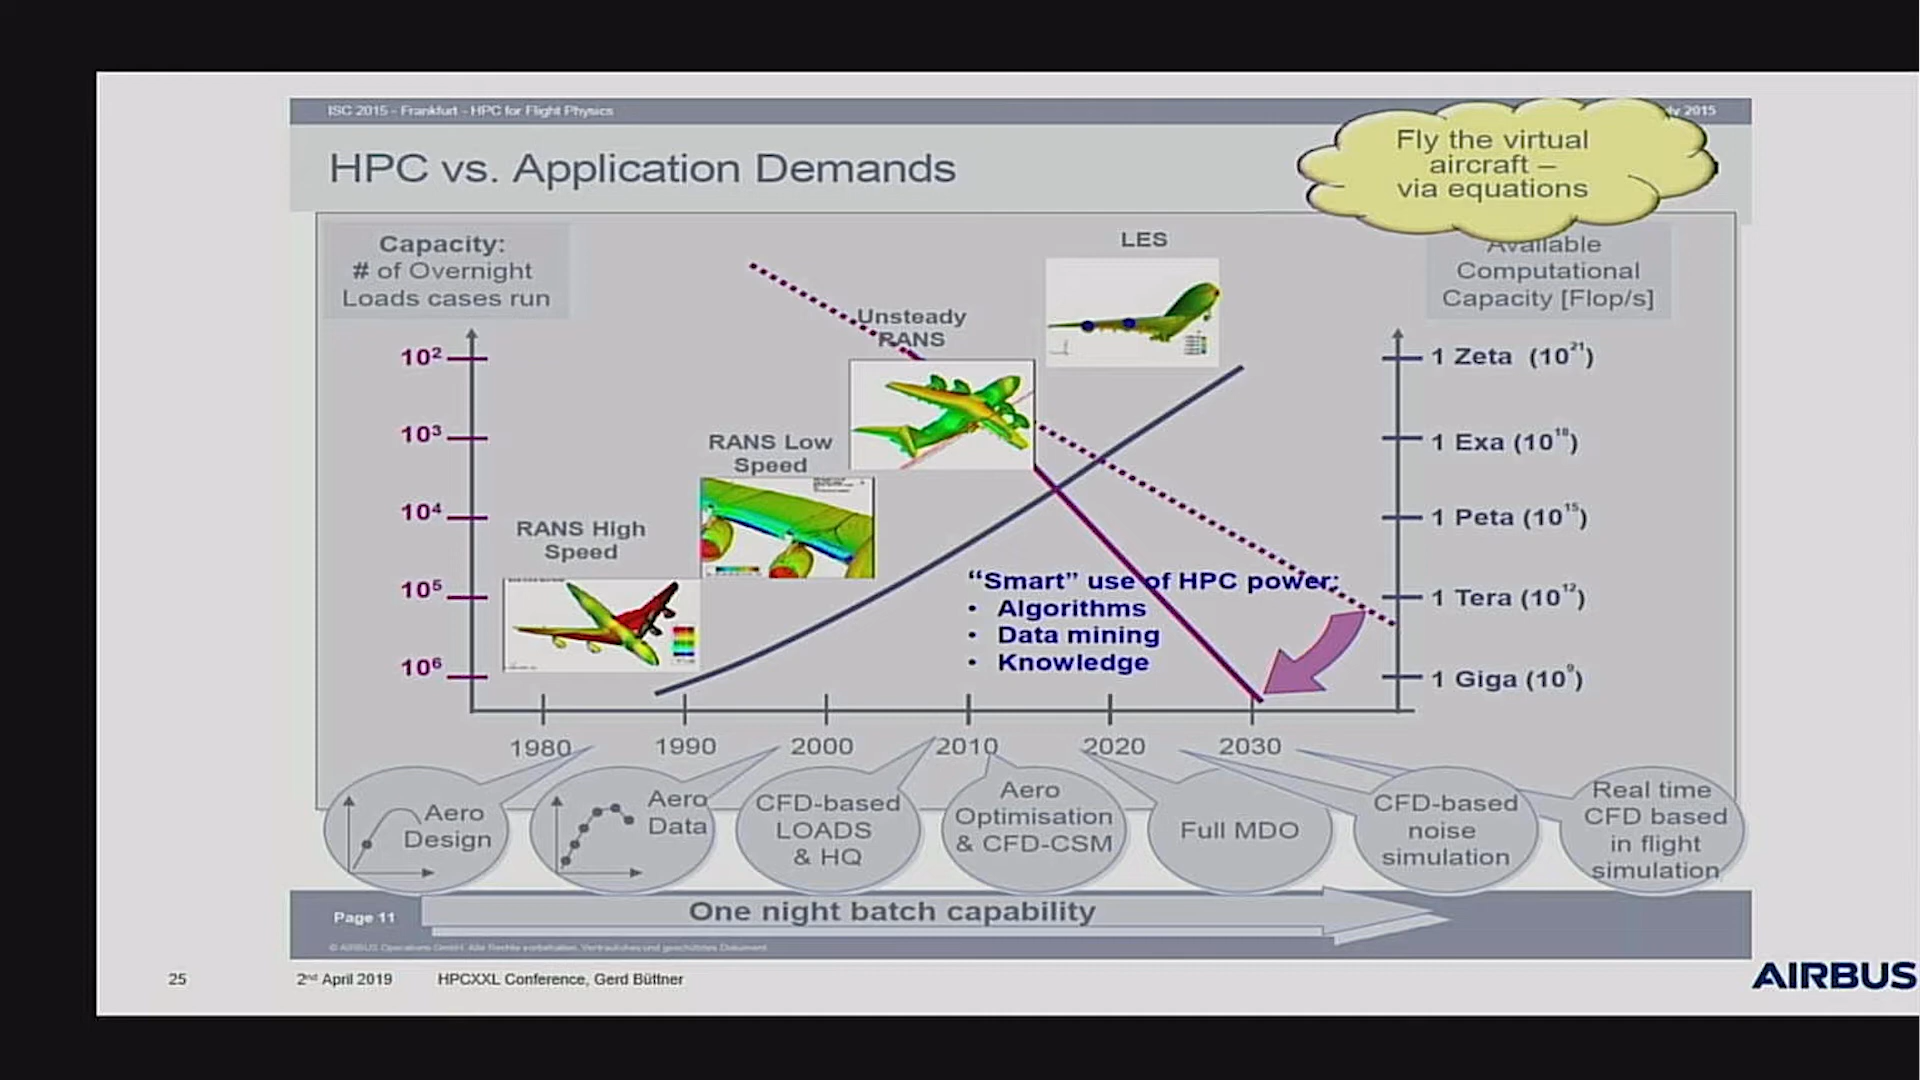 ISC 2015 - Frankfurt - HPC for Flight Physics
2015
Fly the virtual
aircraft –
via equations
HPC vs. Application Demands
Capacity:
# of Overnight
Loads cases run
Available
Computational
Capacity [Flop/s]
LES
Unsteady
RANS
RANS Low
Speed
RANS High
Speed
10²
10³
10⁴
10⁵
10⁶
1 Zeta (10²¹)
1 Exa (10¹⁸)
1 Peta (10¹⁵)
1 Tera (10¹²)
1 Giga (10⁹)
“Smart” use of HPC power:
• Algorithms
• Data mining
• Knowledge
1980 1990 2000 2010 2020 2030
Aero
Design
Aero
Data
CFD-based
LOADS
& HQ
Aero
Optimisation
& CFD-CSM
Full MDO
CFD-based
noise
simulation
Real time
CFD based
in flight
simulation
Page 11
One night batch capability
© AIRBUS Operations GmbH. Alle Rechte vorbehalten. Vertrauliches und geschütztes Dokument.
25
2nd April 2019
HPCXXL Conference, Gerd Büttner
AIRBUS